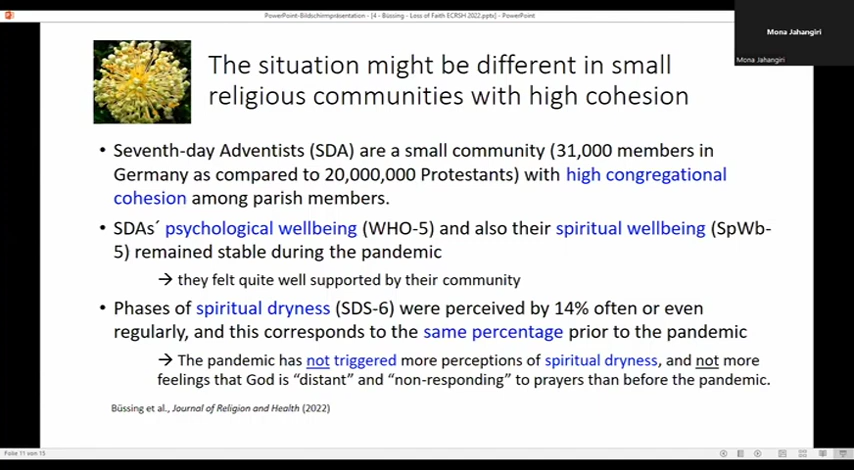 PowerPoint-Bildschirmpräsentation - [4 - Büssing - Loss of Faith ECRSH 2022.pptx] - PowerPoint
Mona Jahangiri
Mona Jahangiri
The situation might be different in small
religious communities with high cohesion
• Seventh-day Adventists (SDA) are a small community (31,000 members in
Germany as compared to 20,000,000 Protestants) with high congregational
cohesion among parish members.
• SDAs´ psychological wellbeing (WHO-5) and also their spiritual wellbeing (SpWb-
5) remained stable during the pandemic
→ they felt quite well supported by their community
• Phases of spiritual dryness (SDS-6) were perceived by 14% often or even
regularly, and this corresponds to the same percentage prior to the pandemic
→ The pandemic has not triggered more perceptions of spiritual dryness, and not more
feelings that God is “distant” and “non-responding” to prayers than before the pandemic.
Büssing et al., Journal of Religion and Health (2022)
Folie 11 von 15